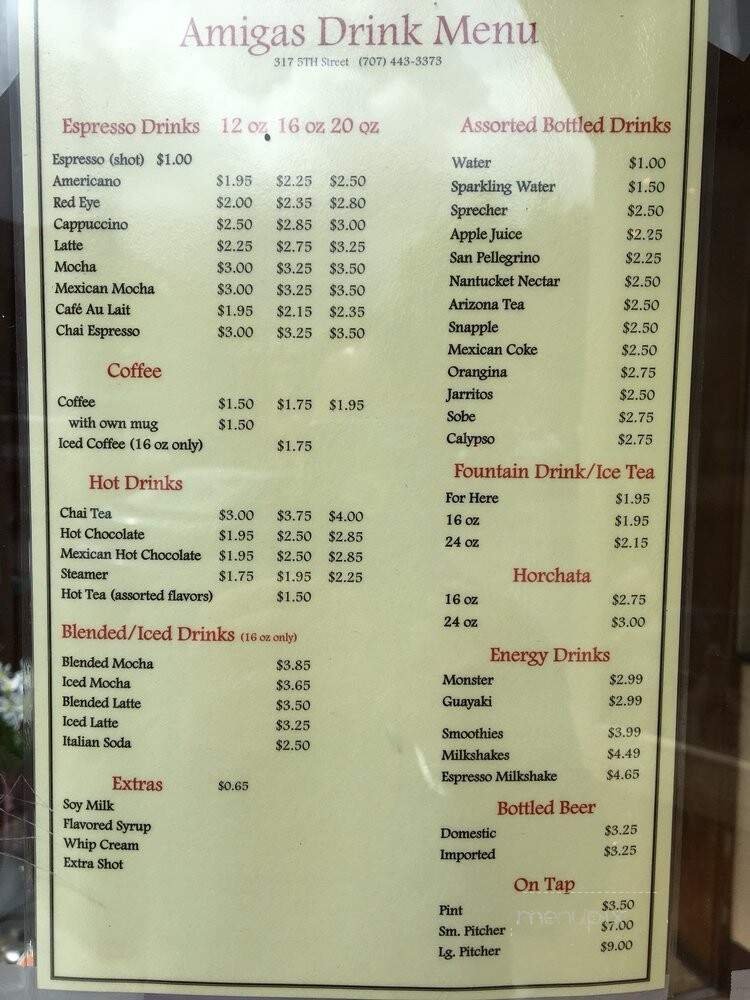 Amigas Drink Menu
317 5TH Street (707) 443-3373
Espresso Drinks 12 oz 16 oz 20 oz
Espresso (shot) $1.00
Americano $1.95 $2.25 $2.50
Red Eye $2.00 $2.35 $2.80
Cappuccino $2.50 $2.85 $3.00
Latte $2.25 $2.75 $3.25
Mocha $3.00 $3.25 $3.50
Mexican Mocha $3.00 $3.25 $3.50
Café Au Lait $1.95 $2.15 $2.35
Chai Espresso $3.00 $3.25 $3.50
Coffee
Coffee $1.50 $1.75 $1.95
with own mug $1.50
Iced Coffee (16 oz only) $1.75
Hot Drinks
Chai Tea $3.00 $3.75 $4.00
Hot Chocolate $1.95 $2.50 $2.85
Mexican Hot Chocolate $1.95 $2.50 $2.85
Steamer $1.75 $1.95 $2.25
Hot Tea (assorted flavors) $1.50
Blended/Iced Drinks (16 oz only)
Blended Mocha $3.85
Iced Mocha $3.65
Blended Latte $3.50
Iced Latte $3.25
Italian Soda $2.50
Extras $0.65
Soy Milk
Flavored Syrup
Whip Cream
Extra Shot
Assorted Bottled Drinks
Water $1.00
Sparkling Water $1.50
Sprecher $2.50
Apple Juice $2.25
San Pellegrino $2.25
Nantucket Nectar $2.50
Arizona Tea $2.50
Snapple $2.50
Mexican Coke $2.50
Orangina $2.75
Jarritos $2.50
Sobe $2.75
Calypso $2.75
Fountain Drink/Ice Tea
For Here $1.95
16 oz $1.95
24 oz $2.15
Horchata
16 oz $2.75
24 oz $3.00
Energy Drinks
Monster $2.99
Guayaki $2.99
Smoothies $3.99
Milkshakes $4.49
Espresso Milkshake $4.65
Bottled Beer
Domestic $3.25
Imported $3.25
On Tap
Pint $3.50
menupix
Sm. Pitcher $7.00
Lg. Pitcher $9.00